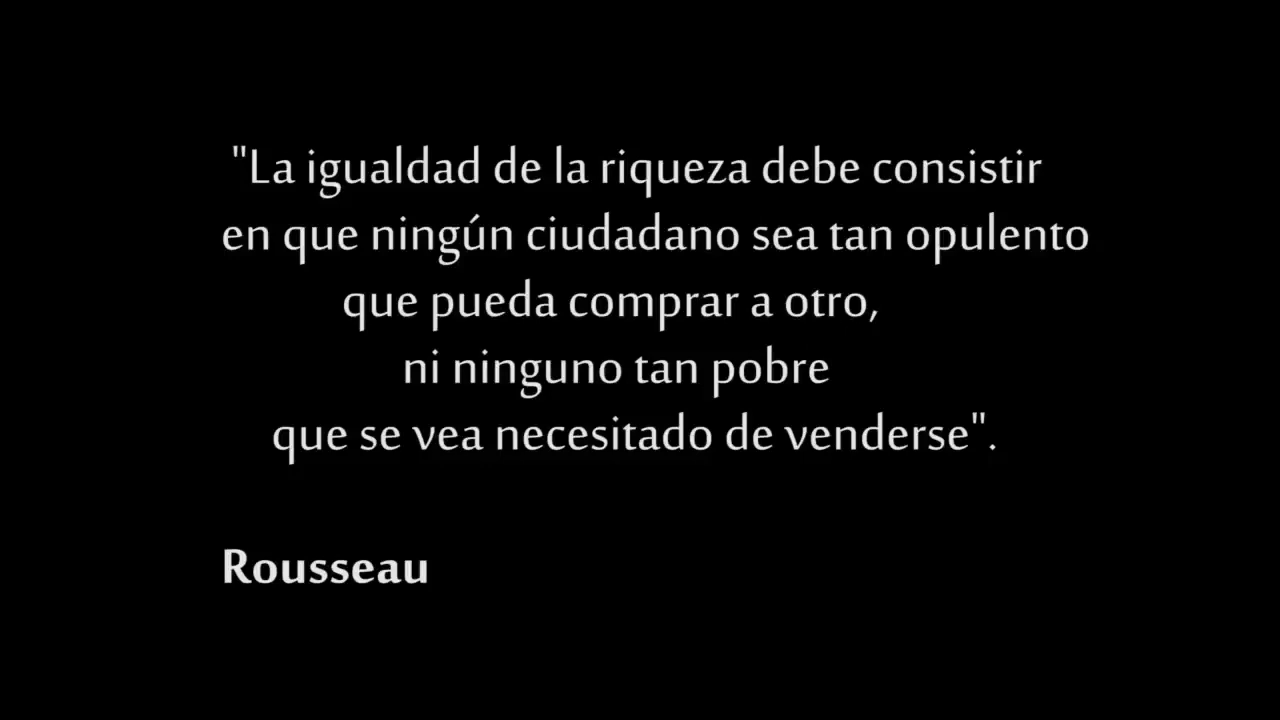 "La igualdad de la riqueza debe consistir
en que ningún ciudadano sea tan opulento
que pueda comprar a otro,
ni ninguno tan pobre
que se vea necesitado de venderse".
Rousseau